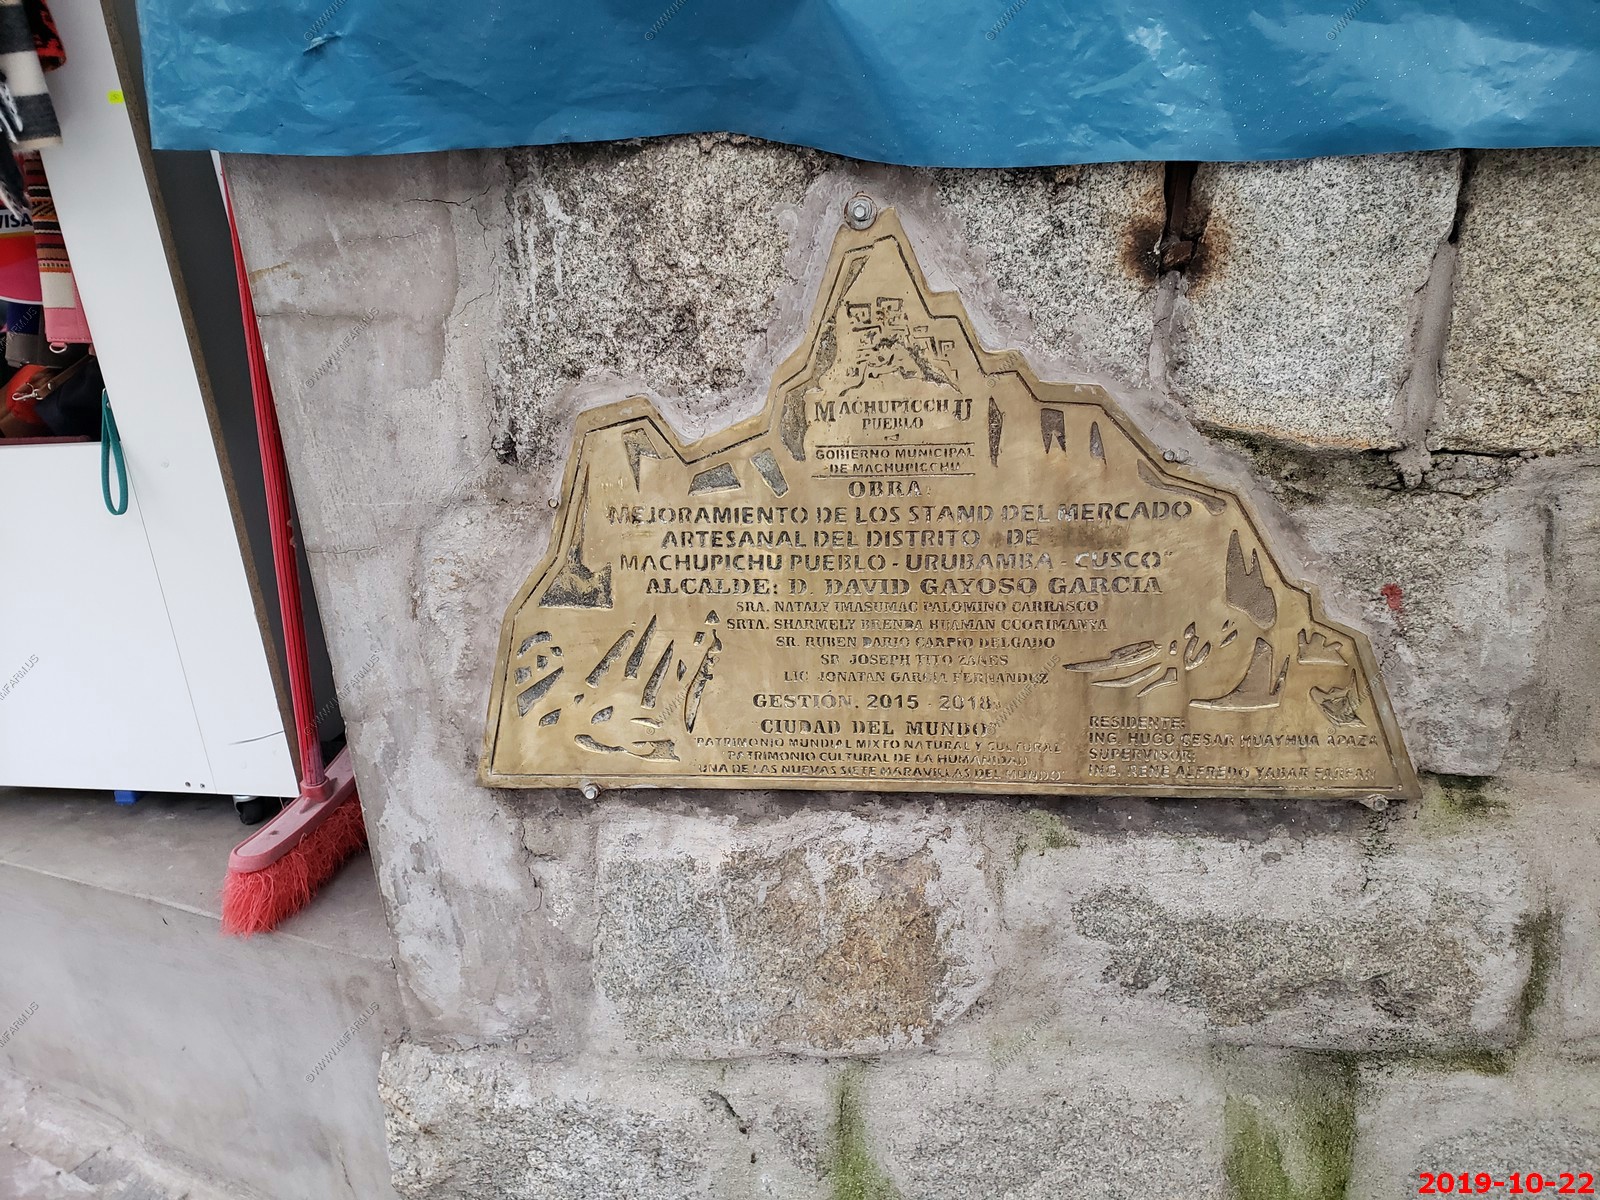 VISA
MACHUPICCHU
PUEBLO
GOBIERNO MUNICIPAL
DE MACHUPICCHU
OBRA:
"MEJORAMIENTO DE LOS STAND DEL MERCADO
ARTESANAL DEL DISTRITO DE
MACHUPICHU PUEBLO - URUBAMBA - CUSCO"
ALCALDE: D. DAVID GAYOSO GARCIA
SRA. NATALY IMASUMAC PALOMINO CARRASCO
SRTA. SHARMELY BRENDA HUAMAN CCORIMANYA
SR. RUBEN DARIO CARPIO DELGADO
SR. JOSEPH TITO
LIC. JONATAN GARCIA FERNANDEZ
GESTIÓN. 2015 - 2018
"CIUDAD DEL MUNDO"
"PATRIMONIO MUNDIAL MIXTO NATURAL Y CULTURAL"
"PATRIMONIO CULTURAL DE LA HUMANIDAD"
"UNA DE LAS NUEVAS SIETE MARAVILLAS DEL MUNDO"
RESIDENTE:
ING. HUGO CESAR HUAYHUA APAZA
SUPERVISOR:
ING. RENE ALFREDO YABAR FARFAN
2019-10-22